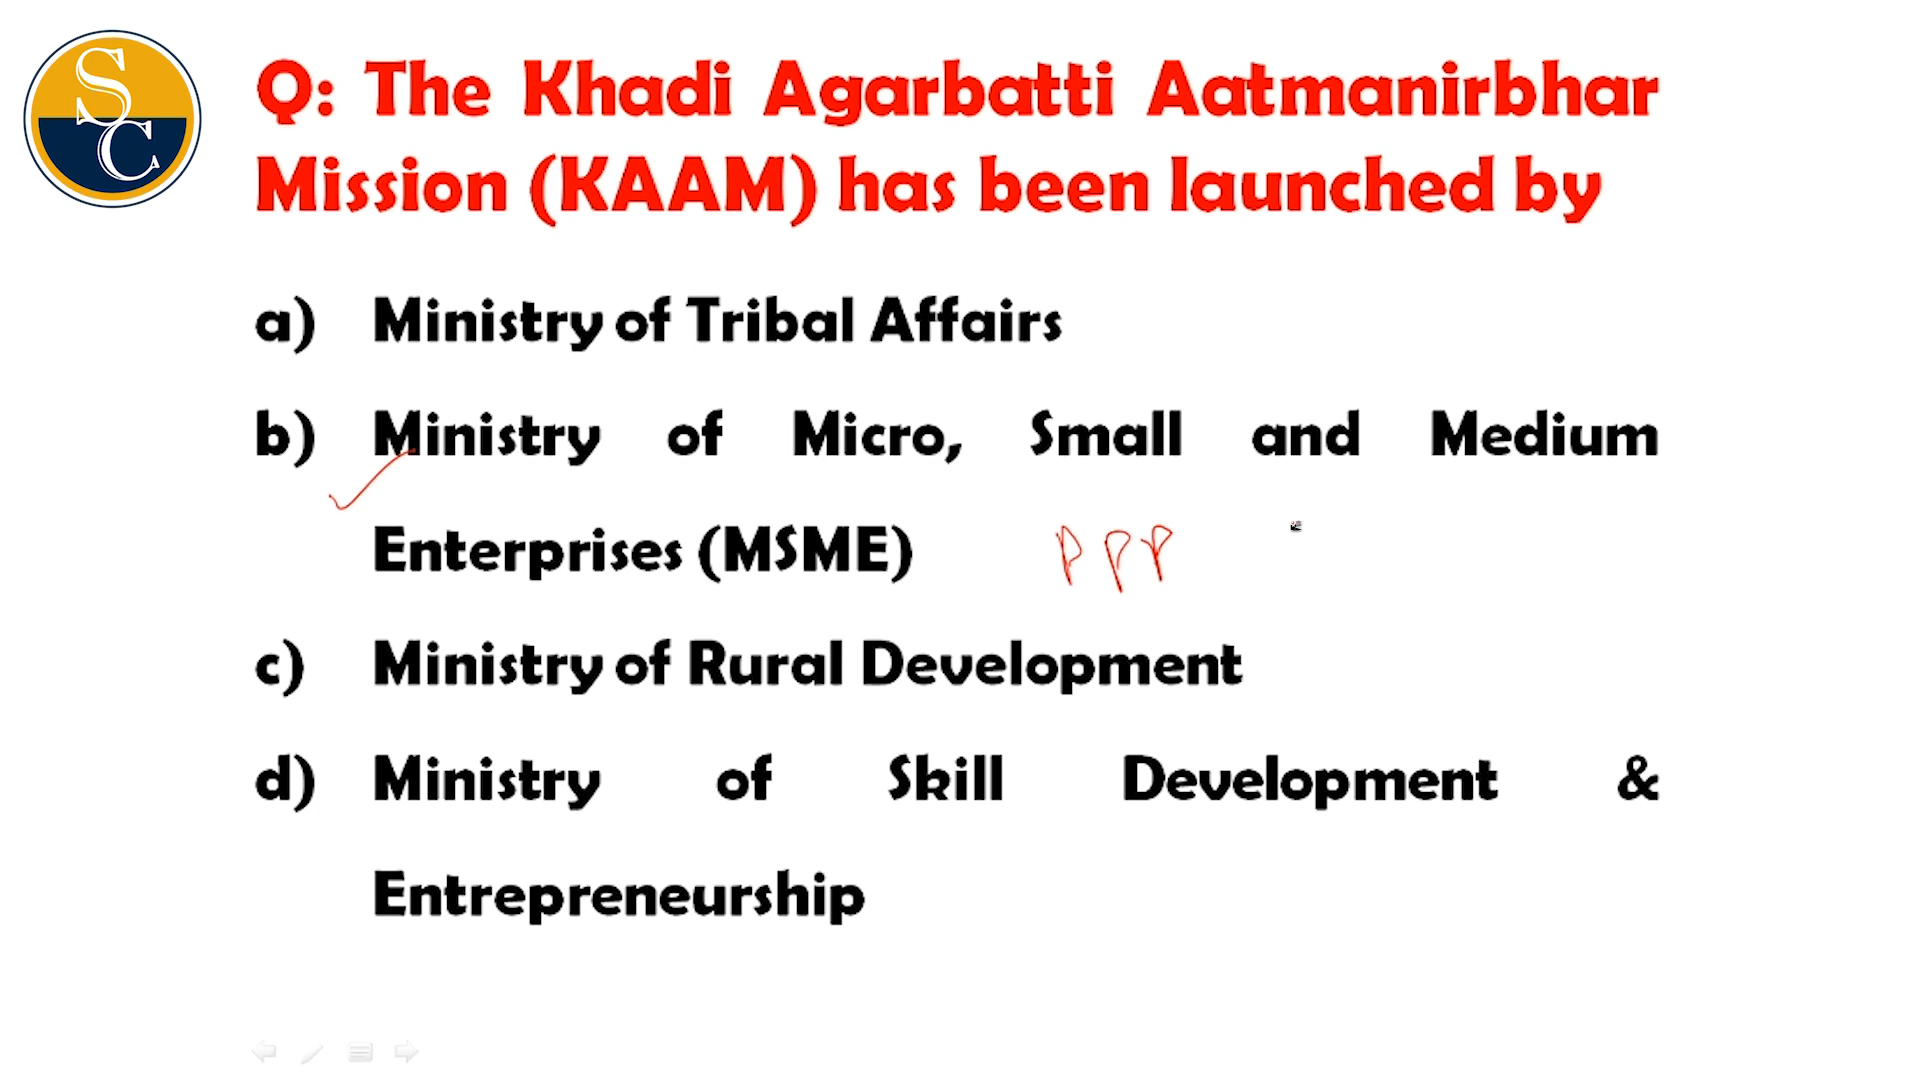 SC
Q: The Khadi Agarbatti Aatmanirbhar
Mission (KAAM) has been launched by
a) Ministry of Tribal Affairs
b) Ministry of Micro, Small and Medium
Enterprises (MSME) PPP
c) Ministry of Rural Development
d) Ministry of Skill Development &
Entrepreneurship